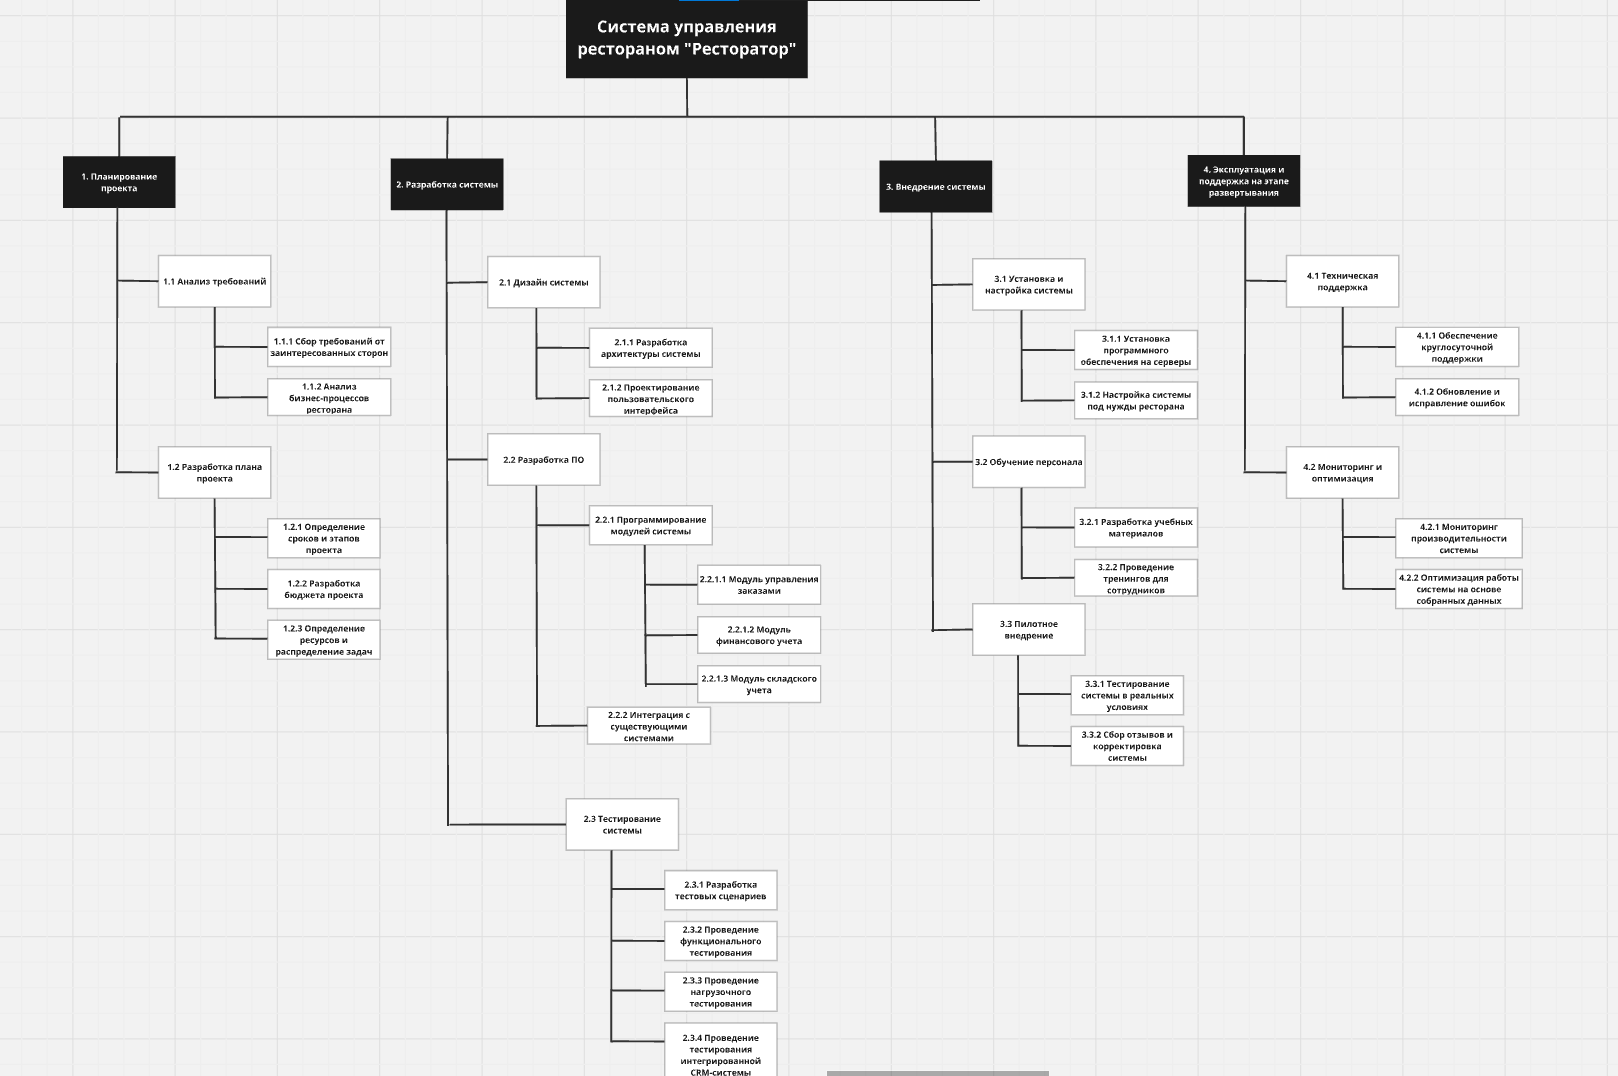 Система управления
рестораном "Ресторатор"
1. Планирование
проекта
1.1 Анализ требований
1.1.1 Сбор требований от
заинтересованных сторон
1.1.2 Анализ
бизнес-процессов
ресторана
1.2 Разработка плана
проекта
1.2.1 Определение
сроков и этапов
проекта
1.2.2 Разработка
бюджета проекта
1.2.3 Определение
ресурсов и
распределение задач
2. Разработка системы
2.1 Дизайн системы
2.1.1 Разработка
архитектуры системы
2.1.2 Проектирование
пользовательского
интерфейса
2.2 Разработка ПО
2.2.1 Программирование
модулей системы
2.2.1.1 Модуль управления
заказами
2.2.1.2 Модуль
финансового учета
2.2.1.3 Модуль складского
учета
2.2.2 Интеграция с
существующими
системами
2.3 Тестирование
системы
2.3.1 Разработка
тестовых сценариев
2.3.2 Проведение
функционального
тестирования
2.3.3 Проведение
нагрузочного
тестирования
2.3.4 Проведение
тестирования
интегрированной
CRM-системы
3. Внедрение системы
3.1 Установка и
настройка системы
3.1.1 Установка
программного
обеспечения на серверы
3.1.2 Настройка системы
под нужды ресторана
3.2 Обучение персонала
3.2.1 Разработка учебных
материалов
3.2.2 Проведение
тренингов для
сотрудников
3.3 Пилотное
внедрение
3.3.1 Тестирование
системы в реальных
условиях
3.3.2 Сбор отзывов и
корректировка
системы
4. Эксплуатация и
поддержка на этапе
развертывания
4.1 Техническая
поддержка
4.1.1 Обеспечение
круглосуточной
поддержки
4.1.2 Обновление и
исправление ошибок
4.2 Мониторинг и
оптимизация
4.2.1 Мониторинг
производительности
системы
4.2.2 Оптимизация работы
системы на основе
собранных данных